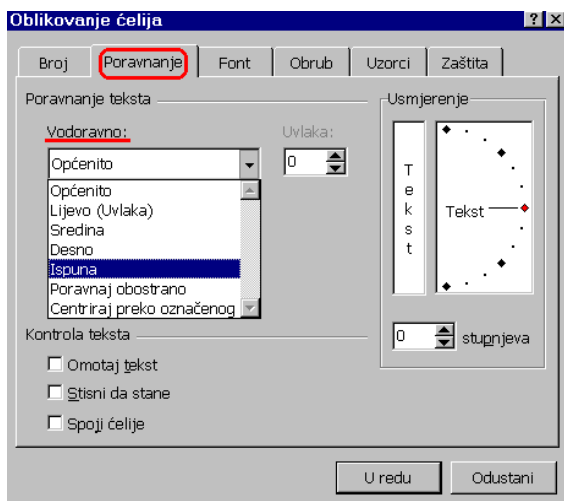 Oblikovanje ćelija
Broj Poravnanje Font Obrub Uzorci Zaštita
Poravnanje teksta
Vodoravno:
Uvlaka:
Općenito
0
Općenito
Lijevo (Uvlaka)
Sredina
Desno
Ispuna
Poravnaj obostrano
Centriraj preko označenog
Usmjerenje
T
e
k
s
t
Tekst
0 stupnjeva
Kontrola teksta
Omotaj tekst
Stisni da stane
Spoji ćelije
U redu Odustani